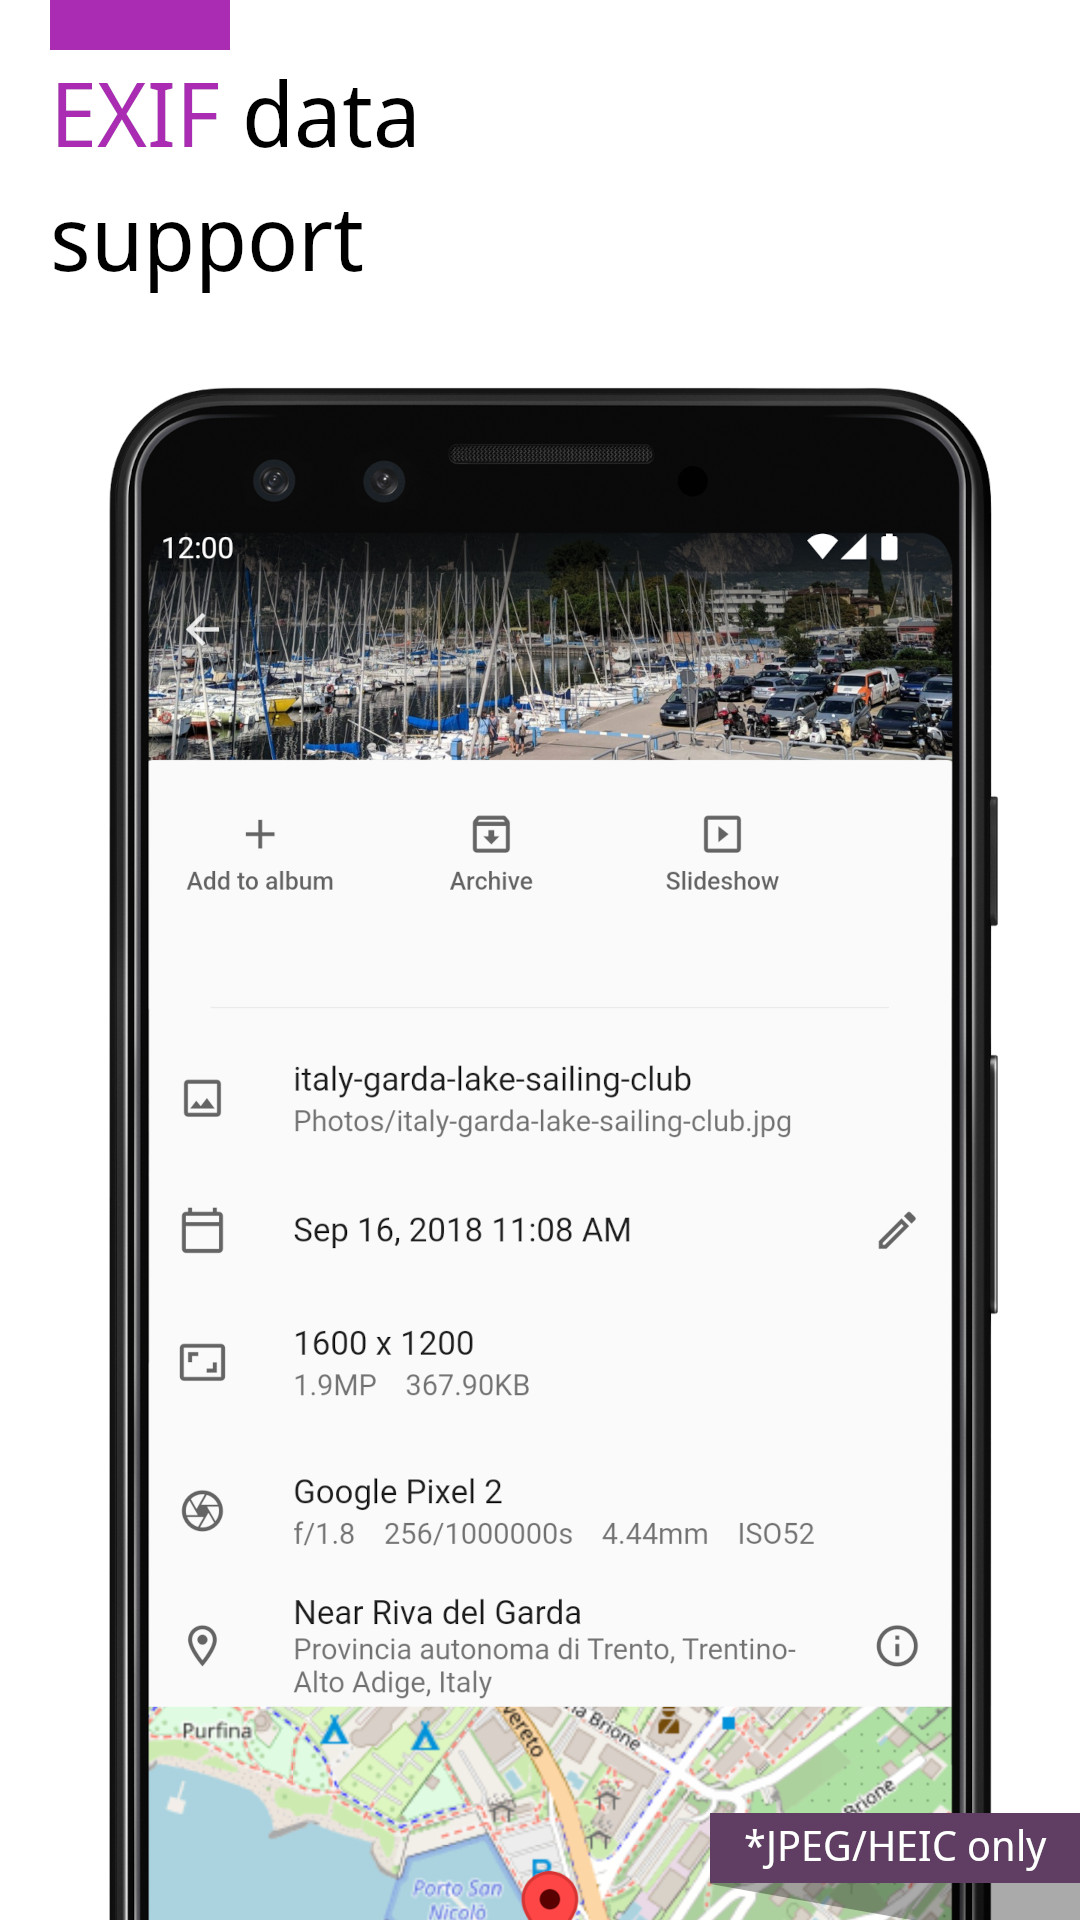 EXIF data
support
12:00
Add to album
Archive
Slideshow
italy-garda-lake-sailing-club
Photos/italy-garda-lake-sailing-club.jpg
Sep 16, 2018 11:08 AM
1600 x 1200
1.9MP 367.90KB
Google Pixel 2
f/1.8 256/1000000s 4.44mm ISO52
Near Riva del Garda
Provincia autonoma di Trento, Trentino-
Alto Adige, Italy
Purfina
vereto
ia Brione
Brione
*JPEG/HEIC only
P
Porto San
Nicolò